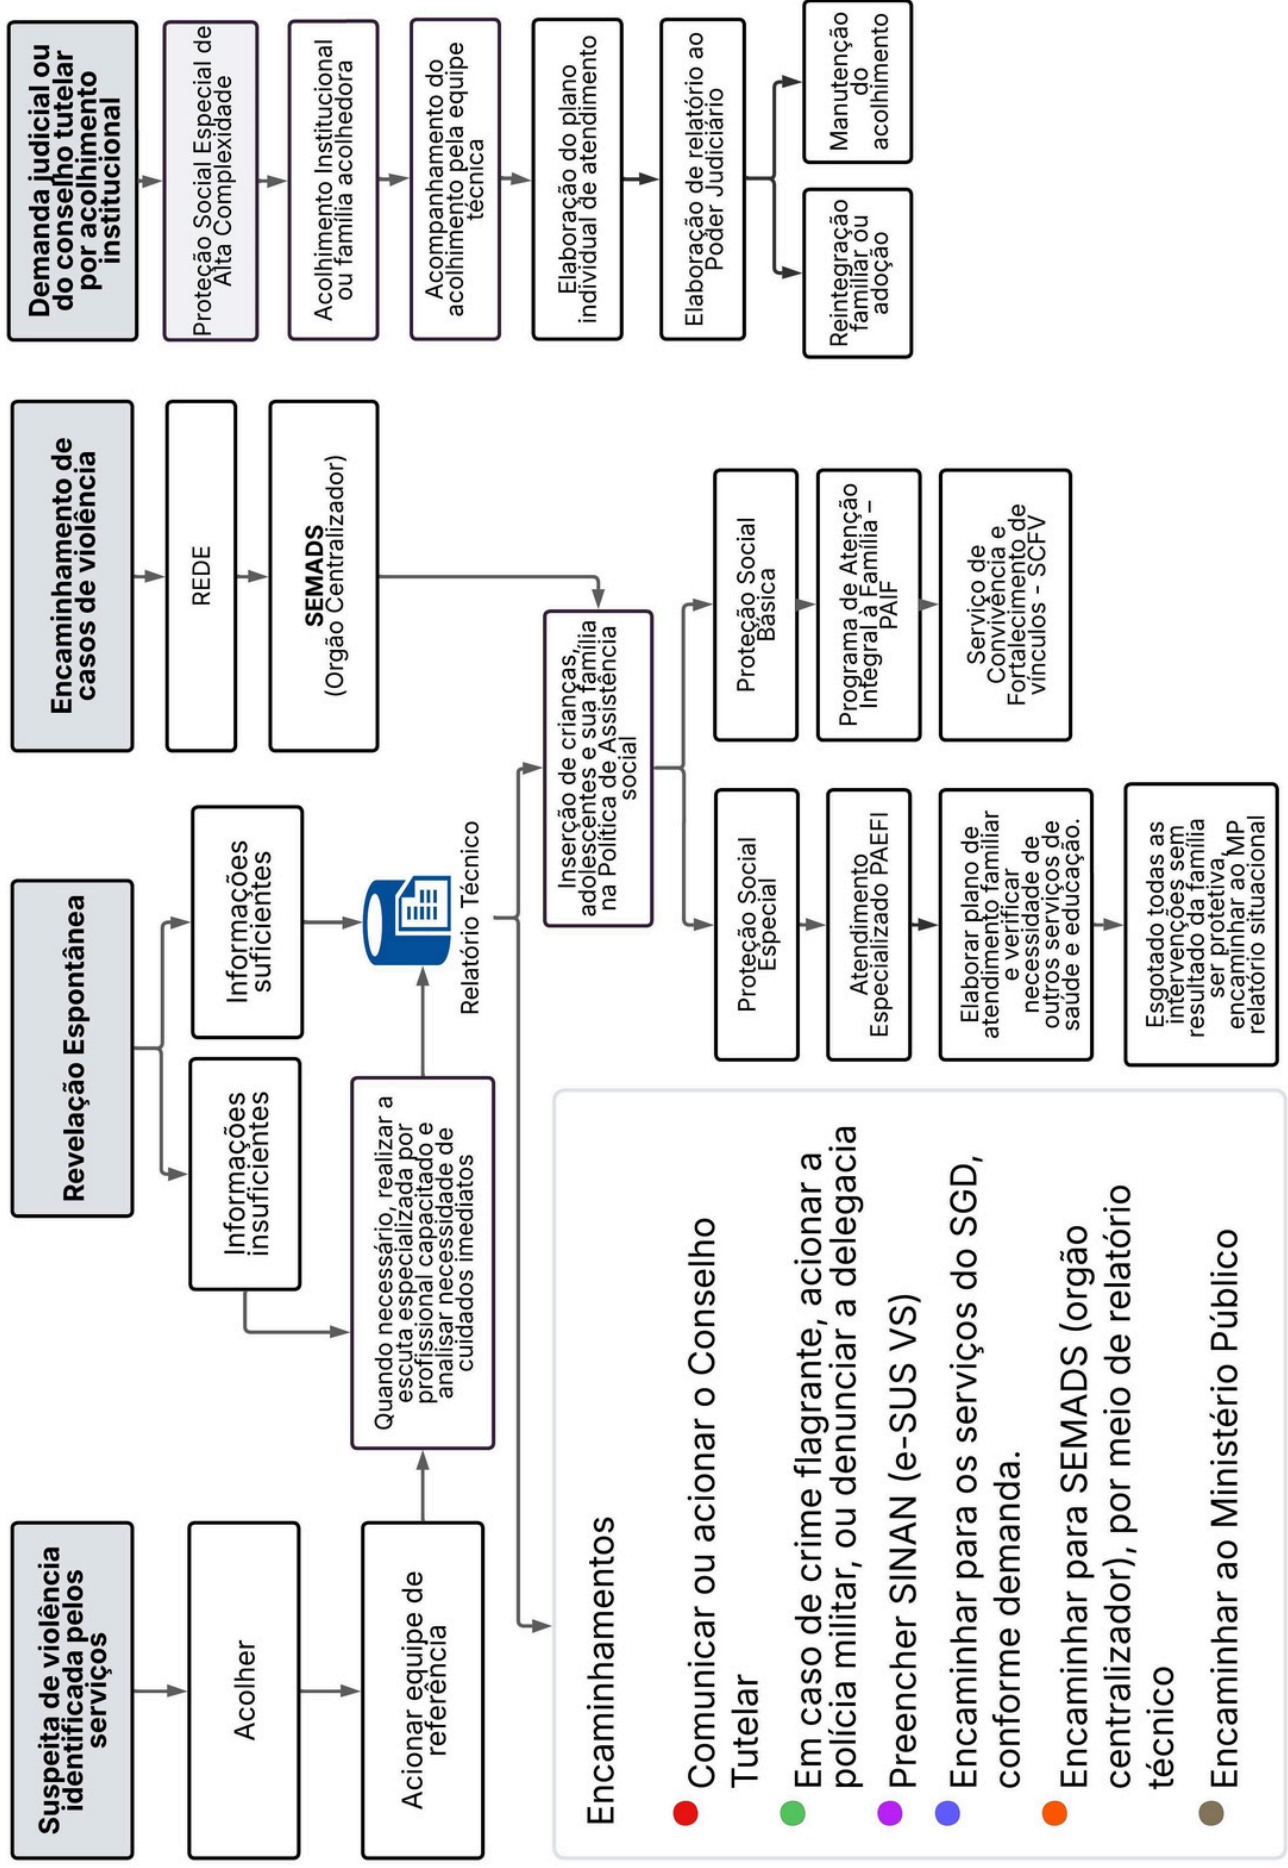 Suspeita de violência
identificada pelos
serviços
Acolher
Acionar equipe de
referência
Revelação Espontânea
Informações
insuficientes
Informações
suficientes
Quando necessário, realizar a
escuta especializada por
profissional capacitado e
analisar necessidade de
cuidados imediatos
Relatório Técnico
Encaminhamento de
casos de violência
REDE
SEMADS
(Orgão Centralizador)
Inserção de crianças,
adolescentes e sua família
na Política de Assistência
social
Proteção Social
Especial
Atendimento
Especializado PAEFI
Elaborar plano de
atendimento familiar
e verificar
necessidade de
outros serviços de
saúde e educação.
Esgotado todas as
intervenções sem
resultado da família
ser protetiva,
encaminhar ao MP
relatório situacional
Proteção Social
Básica
Programa de Atenção
Integral à Família –
PAIF
Serviço de
Convivência e
Fortalecimento de
vínculos - SCFV
Demanda judicial ou
do conselho tutelar
por acolhimento
institucional
Proteção Social Especial de
Alta Complexidade
Acolhimento Institucional
ou família acolhedora
Acompanhamento do
acolhimento pela equipe
técnica
Elaboração do plano
individual de atendimento
Elaboração de relatório ao
Poder Judiciário
Reintegração
familiar ou
adoção
Manutenção
do
acolhimento
Encaminhamentos
Comunicar ou acionar o Conselho
Tutelar
Em caso de crime flagrante, acionar a
polícia militar, ou denunciar a delegacia
Preencher SINAN (e-SUS VS)
Encaminhar para os serviços do SGD,
conforme demanda.
Encaminhar para SEMADS (orgão
centralizador), por meio de relatório
técnico
Encaminhar ao Ministério Público